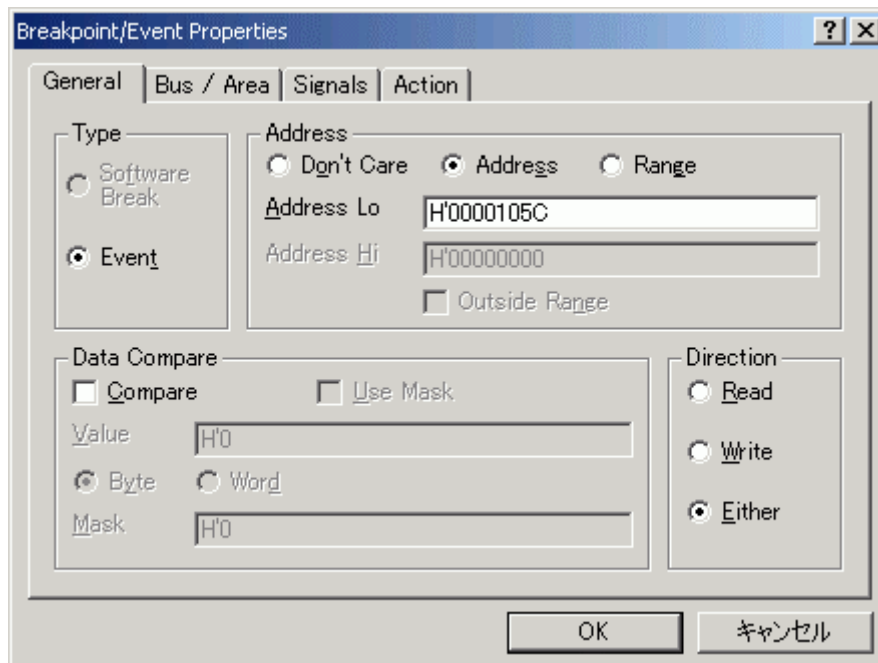 Breakpoint/Event Properties
General Bus / Area Signals Action
Type
Software
Break
Event
Address
Don't Care Address Range
Address Lo H'0000105C
Address Hi H'00000000
Outside Range
Data Compare
Compare Use Mask
Value H'0
Byte Word
Mask H'0
Direction
Read
Write
Either
OK キャンセル